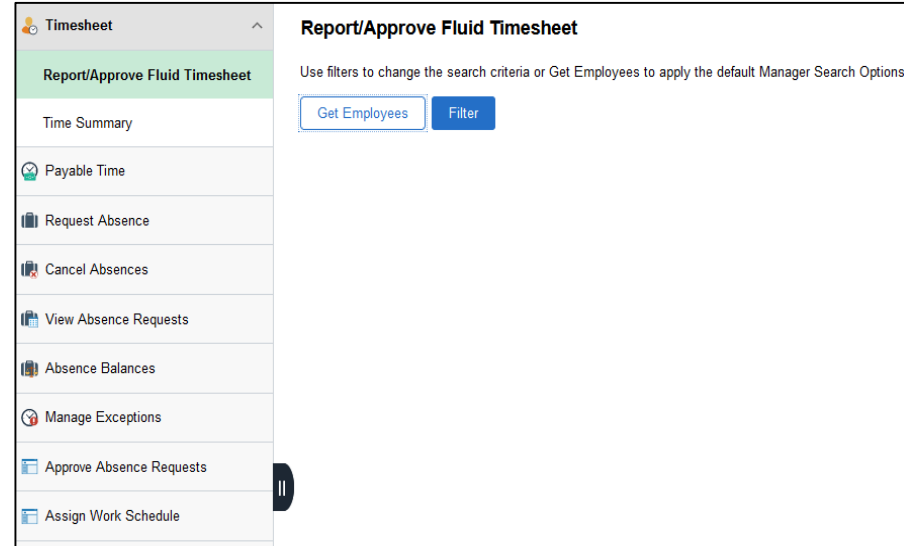 Timesheet
Report/Approve Fluid Timesheet
Time Summary
Payable Time
Request Absence
Cancel Absences
View Absence Requests
Absence Balances
Manage Exceptions
Approve Absence Requests
Assign Work Schedule
Report/Approve Fluid Timesheet
Use filters to change the search criteria or Get Employees to apply the default Manager Search Options
Get Employees
Filter